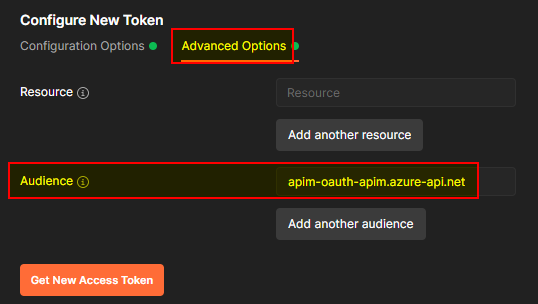 Configure New Token
Configuration Options
Advanced Options
Resource
Resource
Add another resource
Audience
apim-oauth-apim.azure-api.net
Add another audience
Get New Access Token